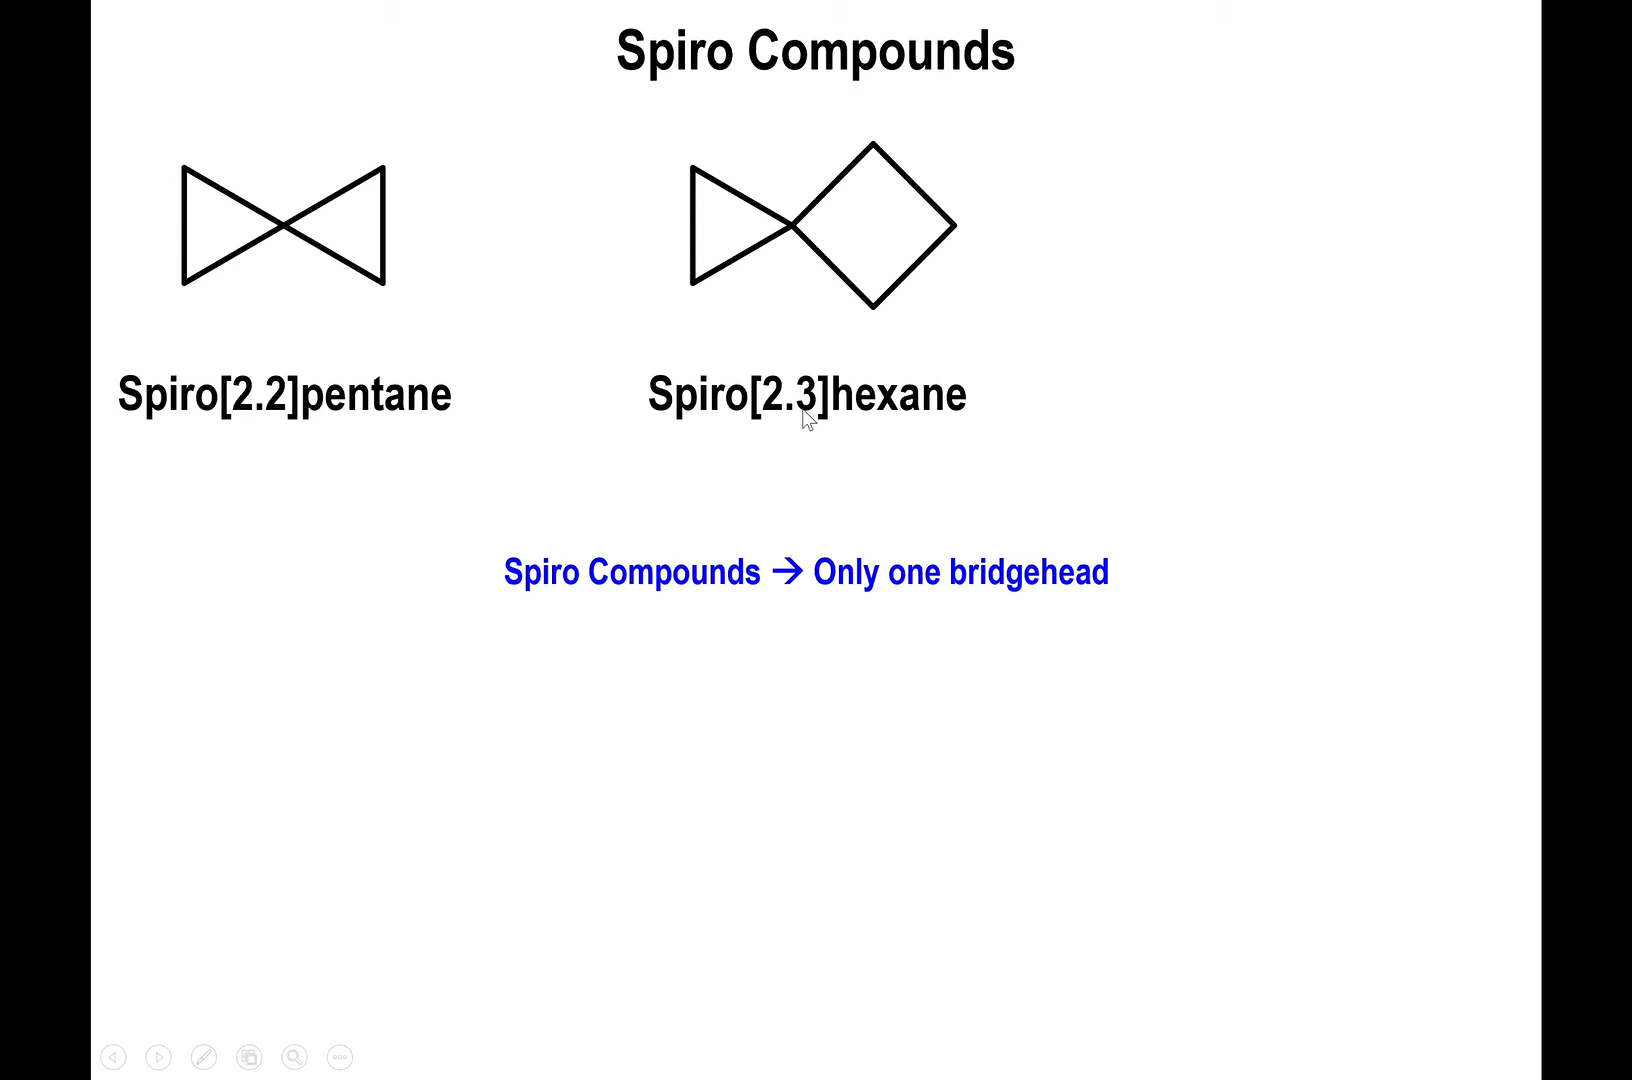 Spiro Compounds
Spiro[2.2]pentane
Spiro[2.3]hexane
Spiro Compounds → Only one bridgehead